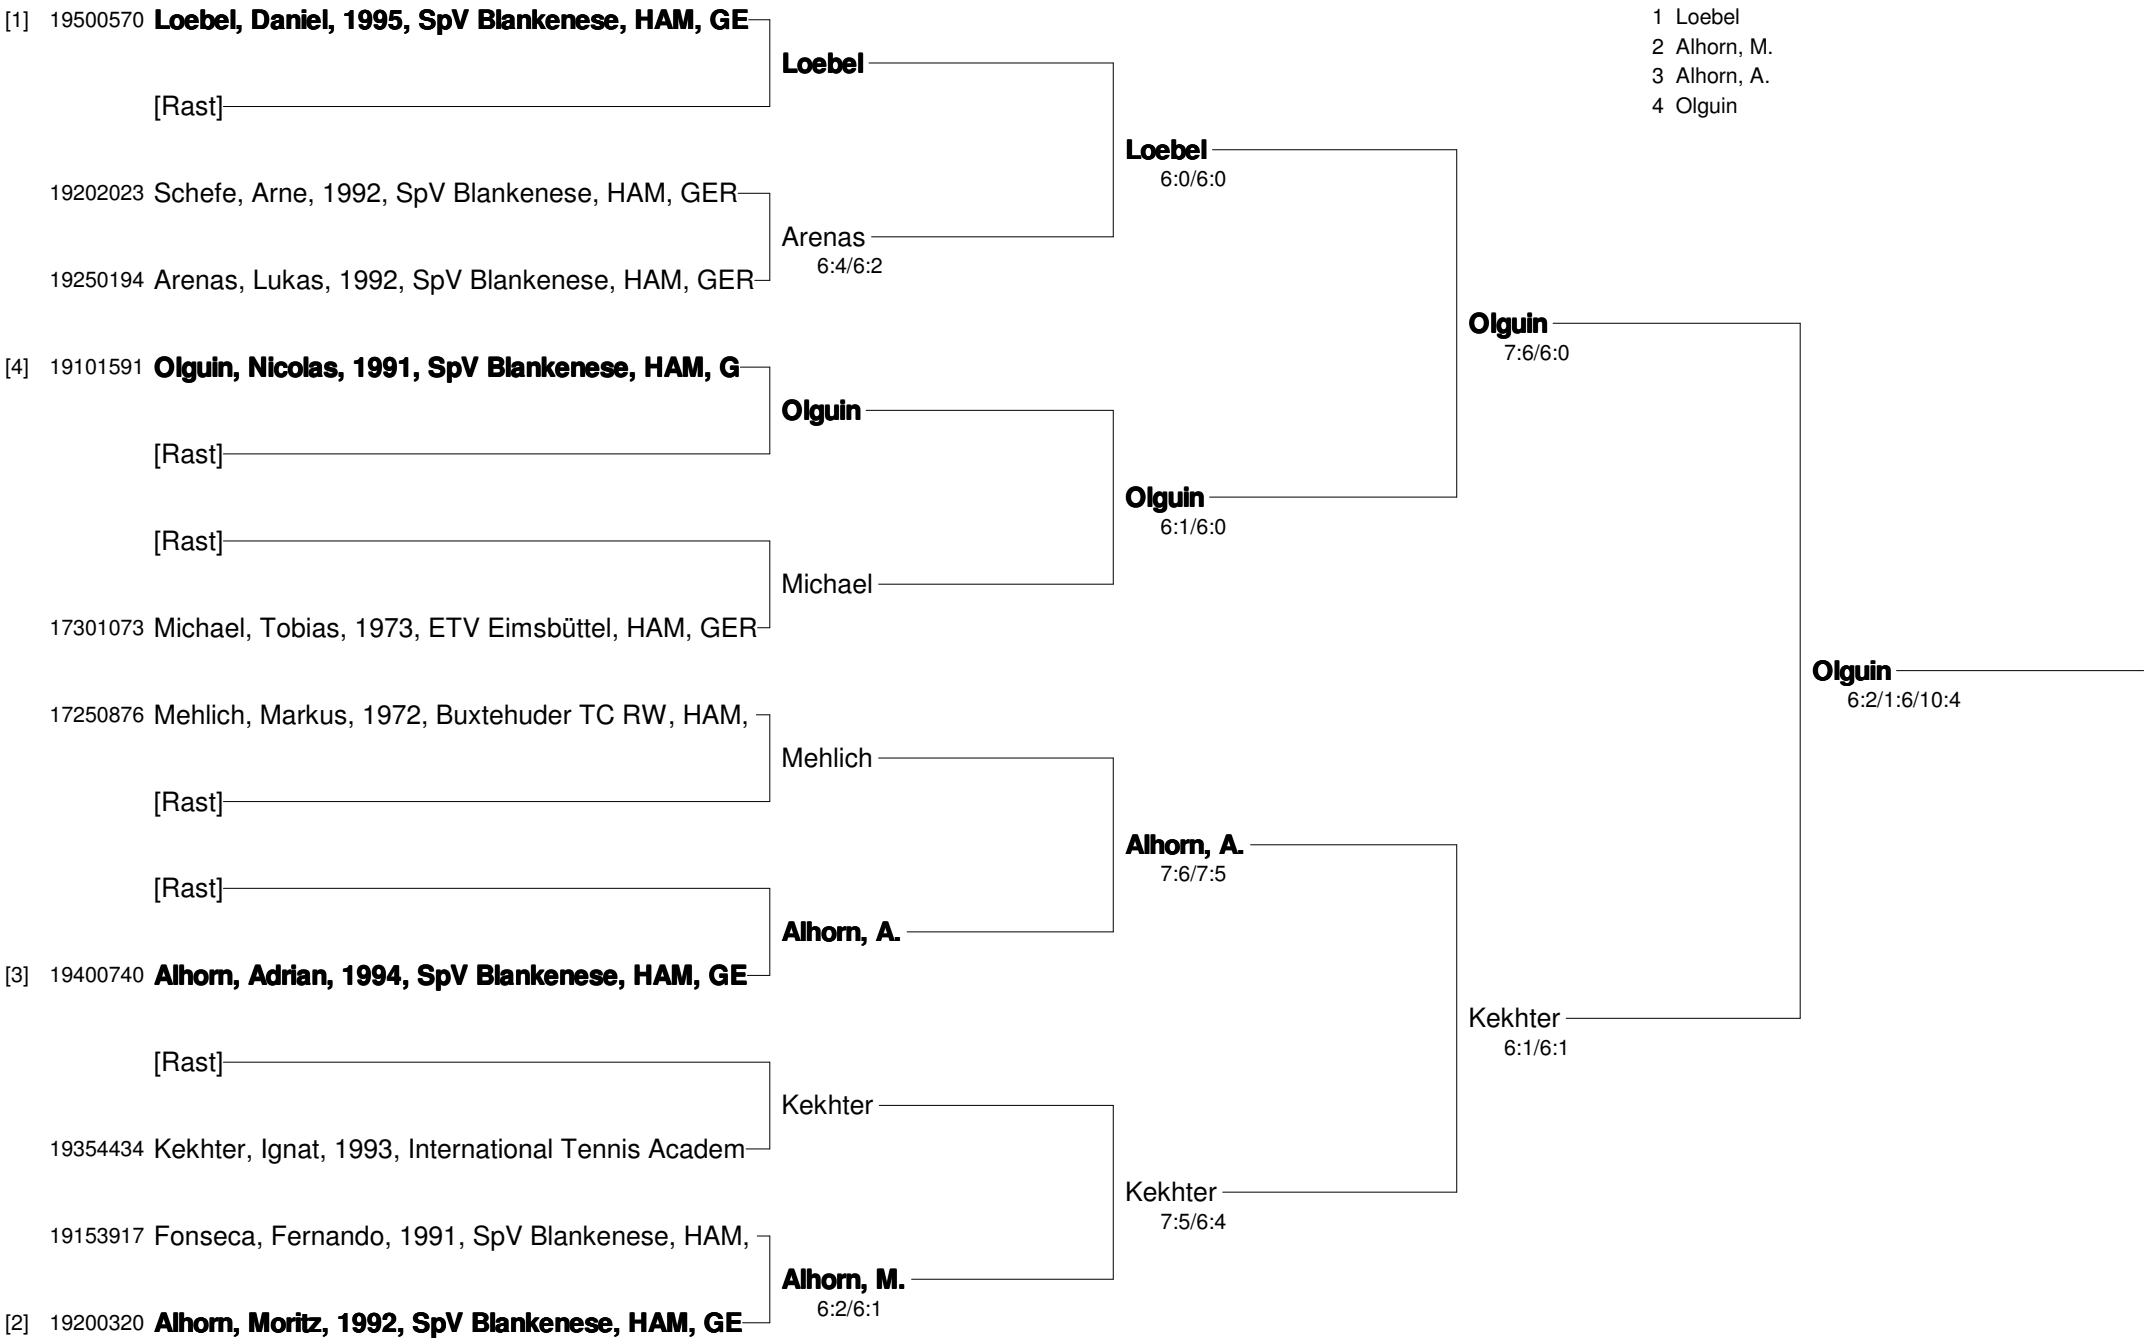 [1] 19500570 Loebel, Daniel, 1995, SpV Blankenese, HAM, GE
1 Loebel
2 Alhorn, M.
3 Alhorn, A.
4 Olguin
Loebel
[Rast]
Loebel
6:0/6:0
19202023 Schefe, Arne, 1992, SpV Blankenese, HAM, GER
Arenas
6:4/6:2
19250194 Arenas, Lukas, 1992, SpV Blankenese, HAM, GER
Olguin
7:6/6:0
[4] 19101591 Olguin, Nicolas, 1991, SpV Blankenese, HAM, G
Olguin
[Rast]
Olguin
6:1/6:0
[Rast]
Michael
17301073 Michael, Tobias, 1973, ETV Eimsbüttel, HAM, GER
Olguin
6:2/1:6/10:4
17250876 Mehlich, Markus, 1972, Buxtehuder TC RW, HAM,
Mehlich
[Rast]
Alhorn, A.
7:6/7:5
[Rast]
Alhorn, A.
[3] 19400740 Alhorn, Adrian, 1994, SpV Blankenese, HAM, GE
Kekhter
6:1/6:1
[Rast]
Kekhter
19354434 Kekhter, Ignat, 1993, International Tennis Academ
Kekhter
7:5/6:4
19153917 Fonseca, Fernando, 1991, SpV Blankenese, HAM,
Alhorn, M.
6:2/6:1
[2] 19200320 Alhorn, Moritz, 1992, SpV Blankenese, HAM, GE